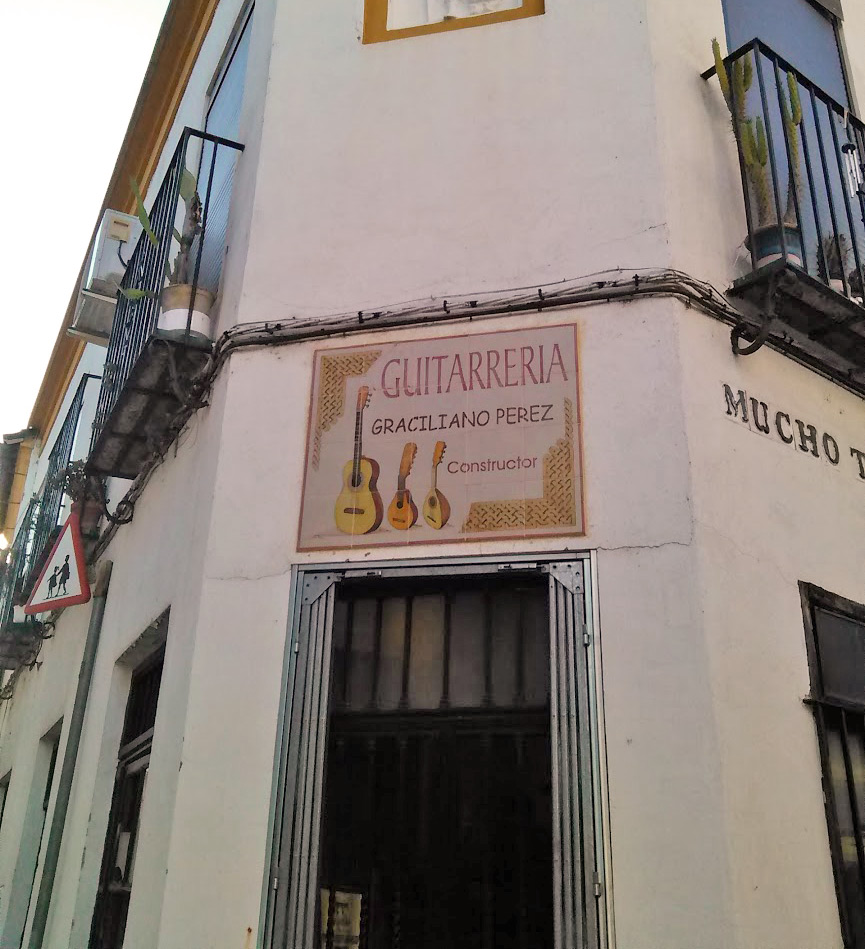 GUITARRERIA
GRACILIANO PEREZ
Constructor
MUCHO T